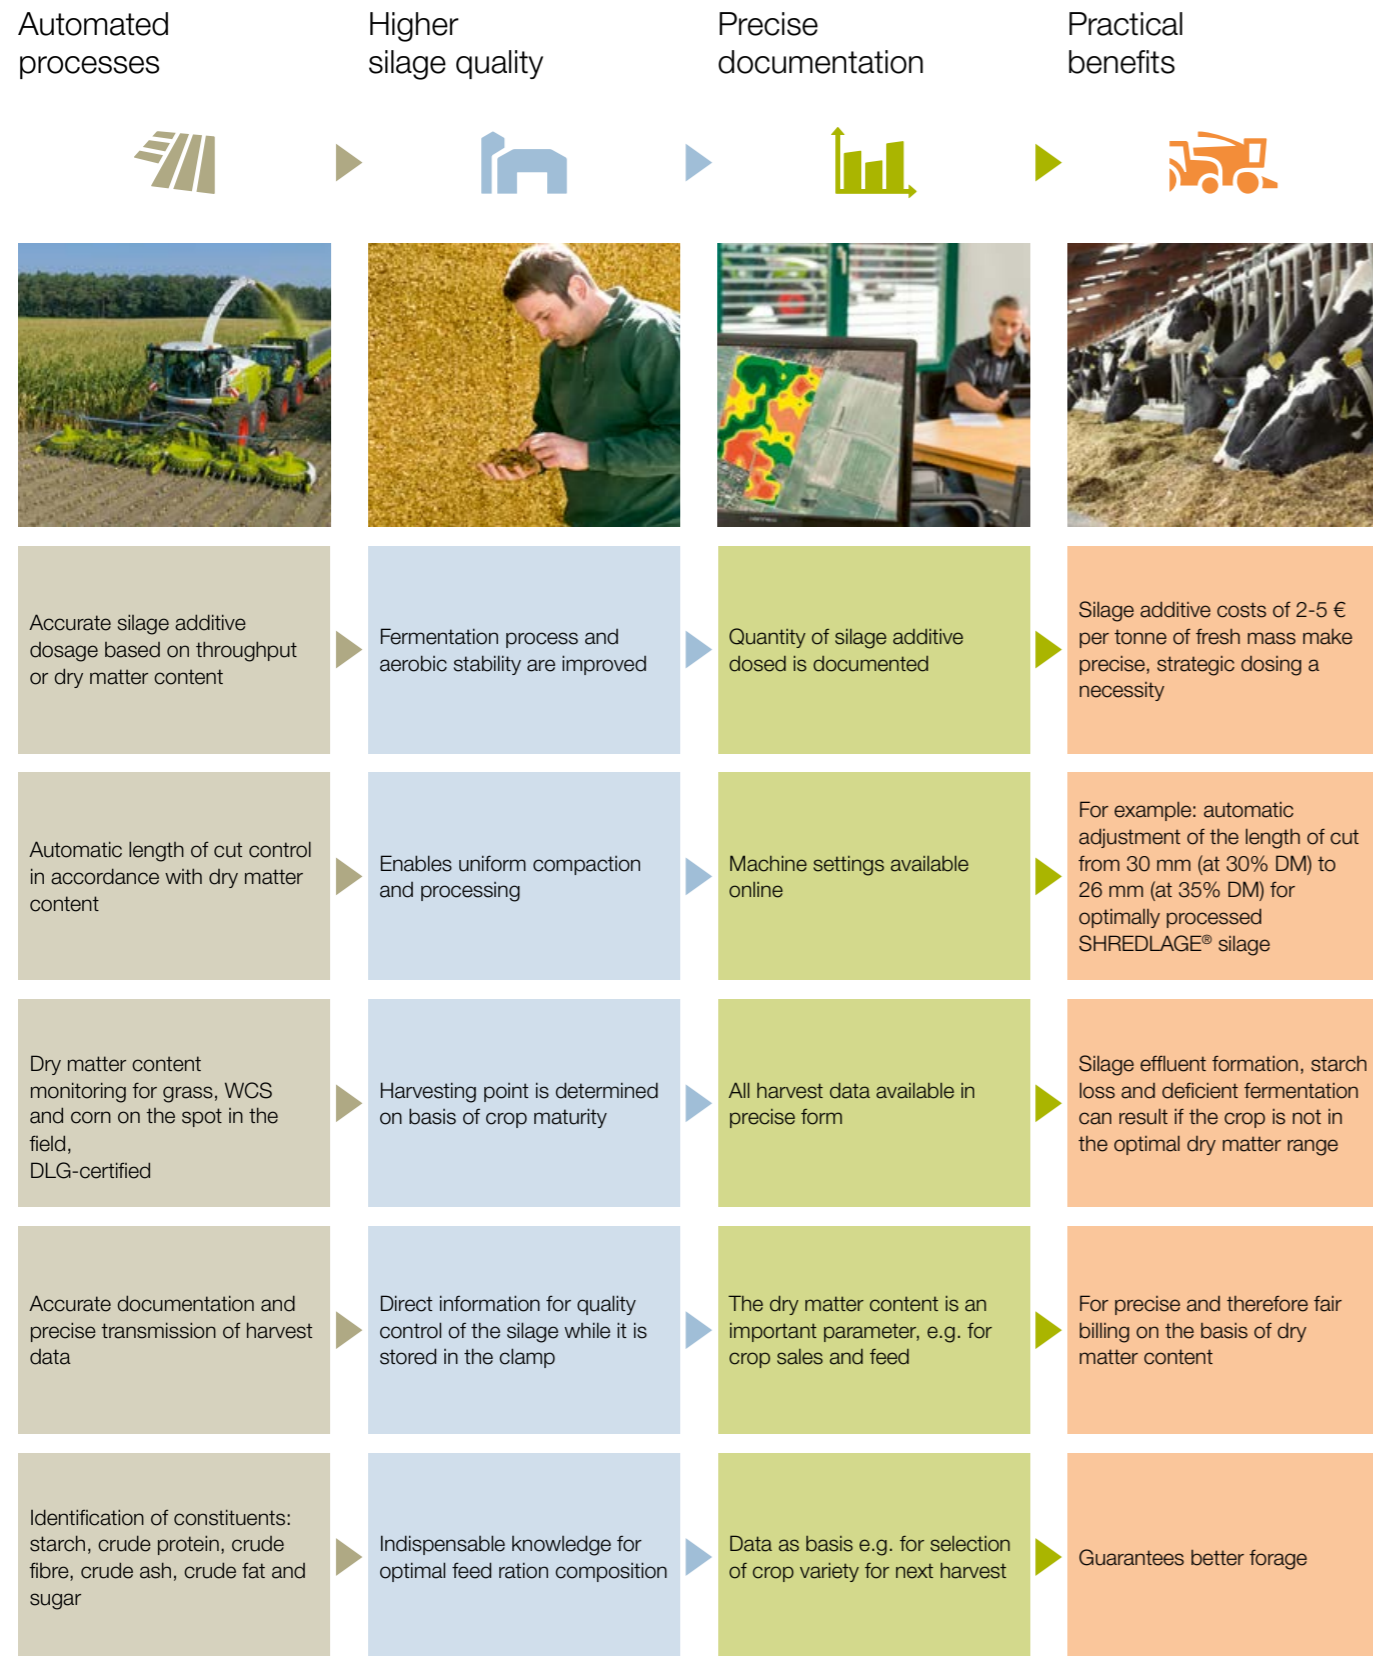 Automated
processes
Higher
silage quality
Precise
documentation
Practical
benefits
Accurate silage additive
dosage based on throughput
or dry matter content
Fermentation process and
aerobic stability are improved
Quantity of silage additive
dosed is documented
Silage additive costs of 2-5 €
per tonne of fresh mass make
precise, strategic dosing a
necessity
Automatic length of cut control
in accordance with dry matter
content
Enables uniform compaction
and processing
Machine settings available
online
For example: automatic
adjustment of the length of cut
from 30 mm (at 30% DM) to
26 mm (at 35% DM) for
optimally processed
SHREDLAGE® silage
Dry matter content
monitoring for grass, WCS
and corn on the spot in the
field,
DLG-certified
Harvesting point is determined
on basis of crop maturity
All harvest data available in
precise form
Silage effluent formation, starch
loss and deficient fermentation
can result if the crop is not in
the optimal dry matter range
Accurate documentation and
precise transmission of harvest
data
Direct information for quality
control of the silage while it is
stored in the clamp
The dry matter content is an
important parameter, e.g. for
crop sales and feed
For precise and therefore fair
billing on the basis of dry
matter content
Identification of constituents:
starch, crude protein, crude
fibre, crude ash, crude fat and
sugar
Indispensable knowledge for
optimal feed ration composition
Data as basis e.g. for selection
of crop variety for next harvest
Guarantees better forage